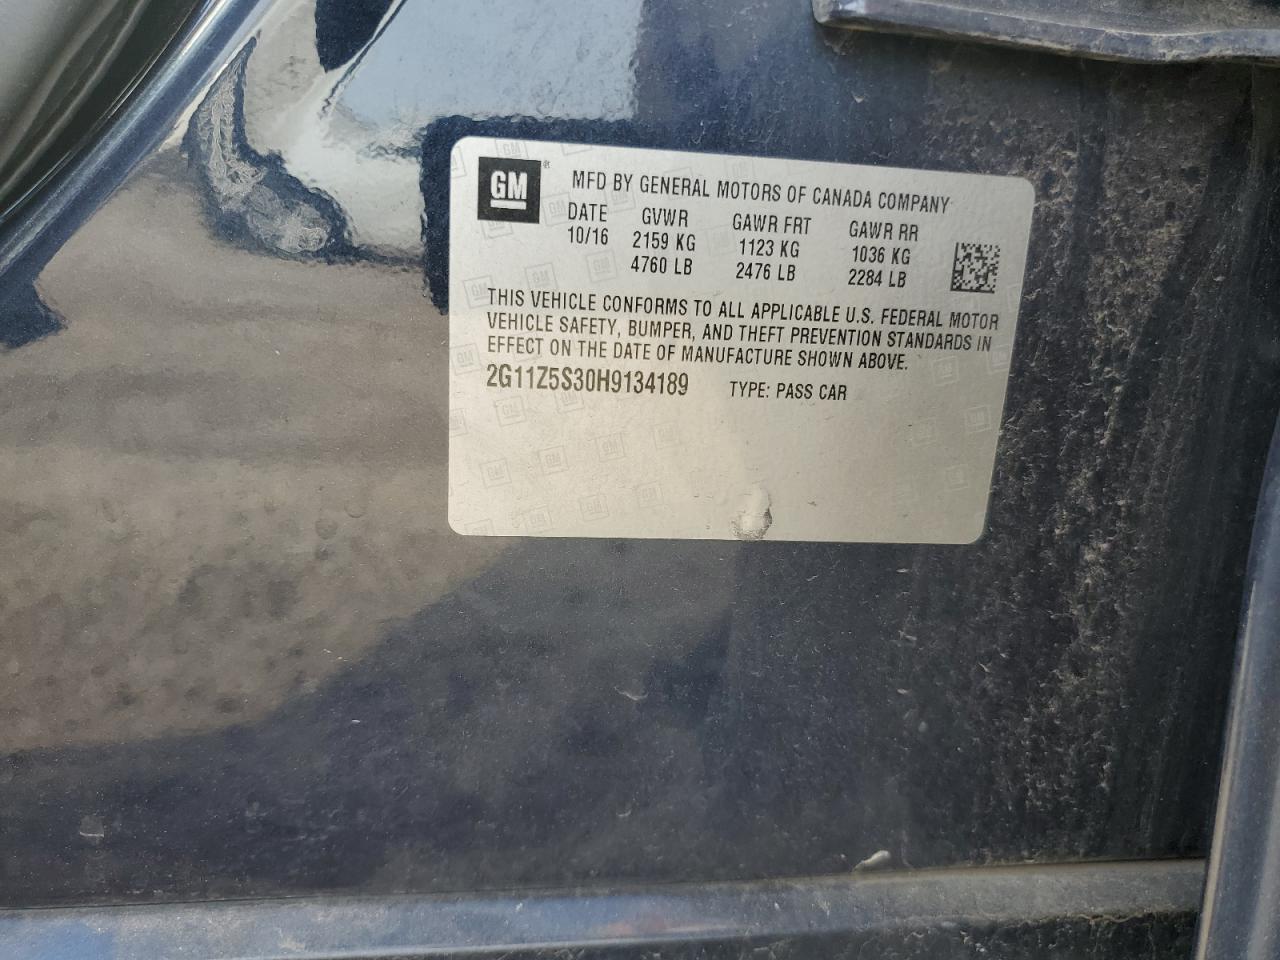 GM ® MFD BY GENERAL MOTORS OF CANADA COMPANY
DATE GVWR GAWR FRT GAWR RR
10/16 2159 KG 1123 KG 1036 KG
4760 LB 2476 LB 2284 LB
THIS VEHICLE CONFORMS TO ALL APPLICABLE U.S. FEDERAL MOTOR
VEHICLE SAFETY, BUMPER, AND THEFT PREVENTION STANDARDS IN
EFFECT ON THE DATE OF MANUFACTURE SHOWN ABOVE.
2G11Z5S30H9134189 TYPE: PASS CAR